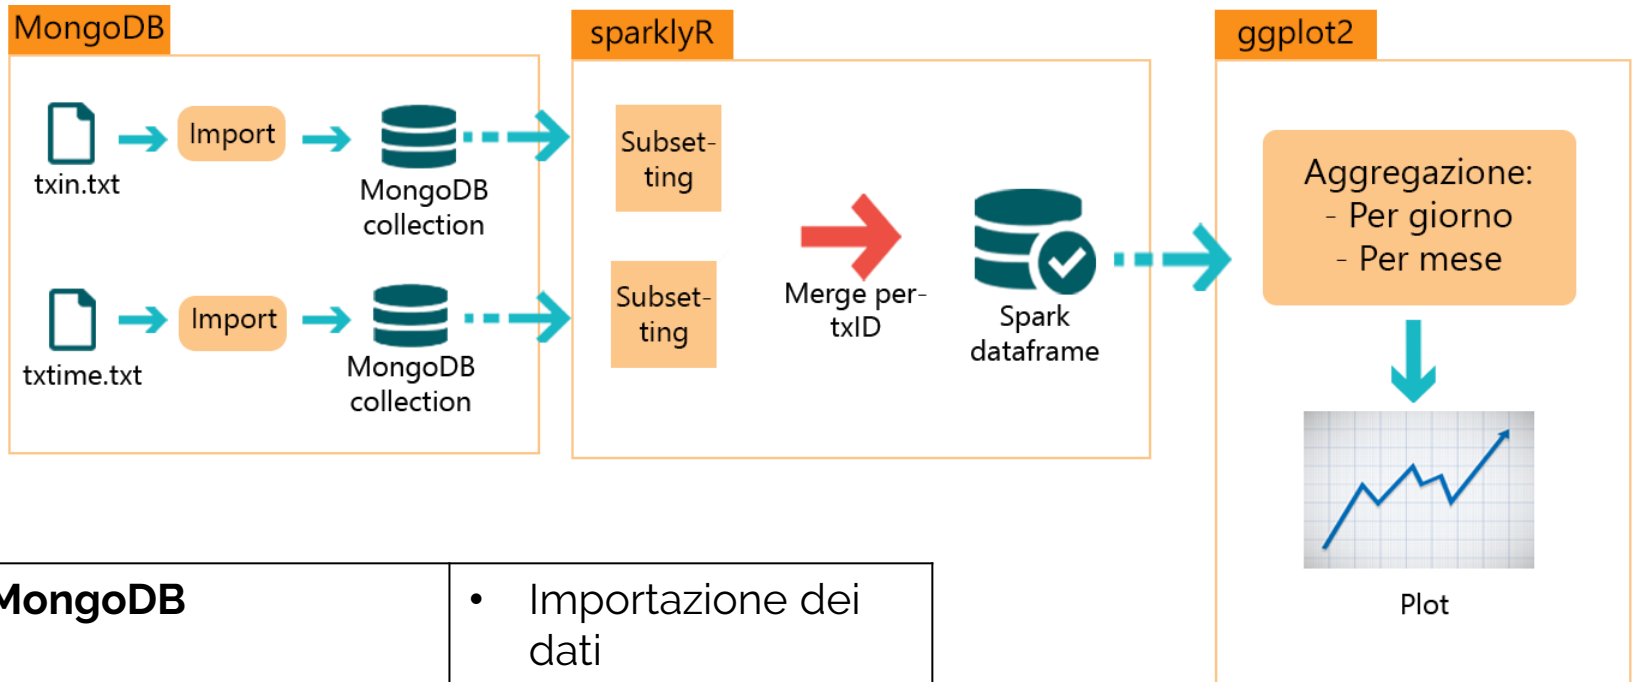 MongoDB
txin.txt
Import
MongoDB
collection
txtime.txt
Import
MongoDB
collection
sparklyR
Subset-
ting
Subset-
ting
Merge per-
txID
Spark
dataframe
ggplot2
Aggregazione:
- Per giorno
- Per mese
Plot
MongoDB
• Importazione dei
dati